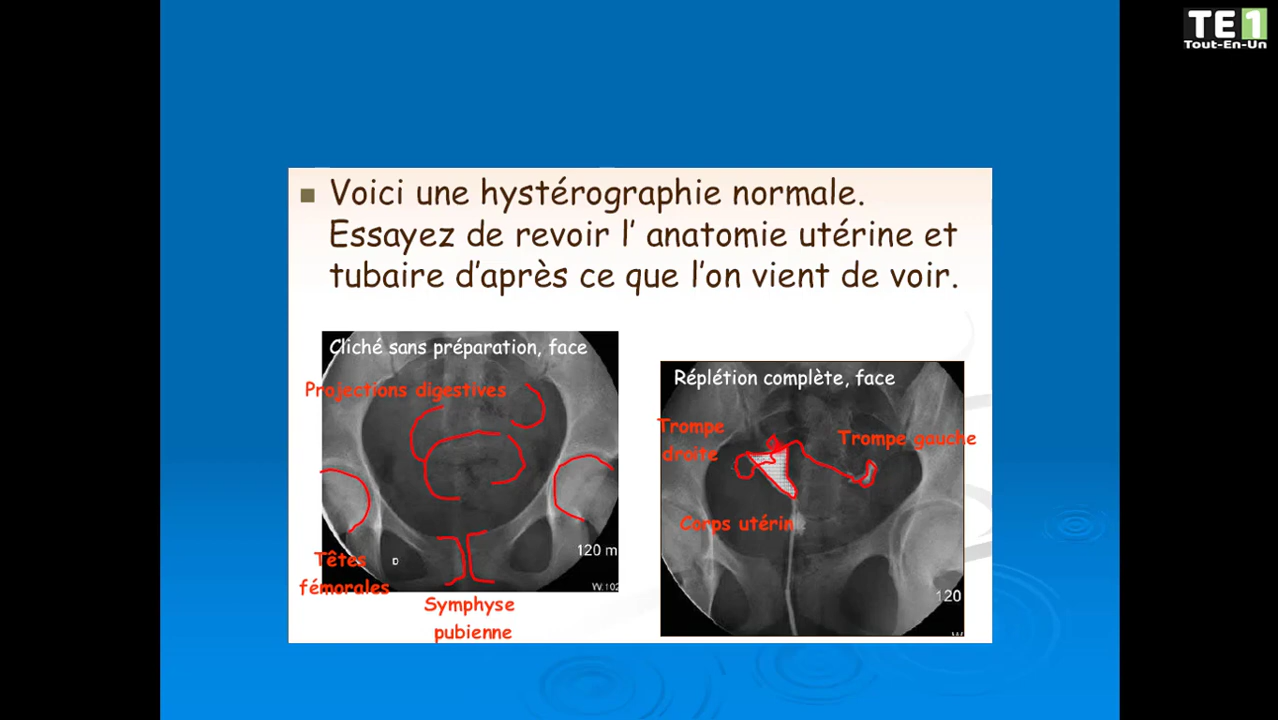 TE1
Tout-En-Un
Voici une hystérographie normale.
Essayez de revoir l' anatomie utérine et
tubaire d'après ce que l'on vient de voir.
Cliché sans préparation, face
Projections digestives
Têtes
fémorales
D
120 m
W:102
Symphyse
pubienne
Réplétion complète, face
Trompe
droite
Trompe gauche
Corps utérin
120
W